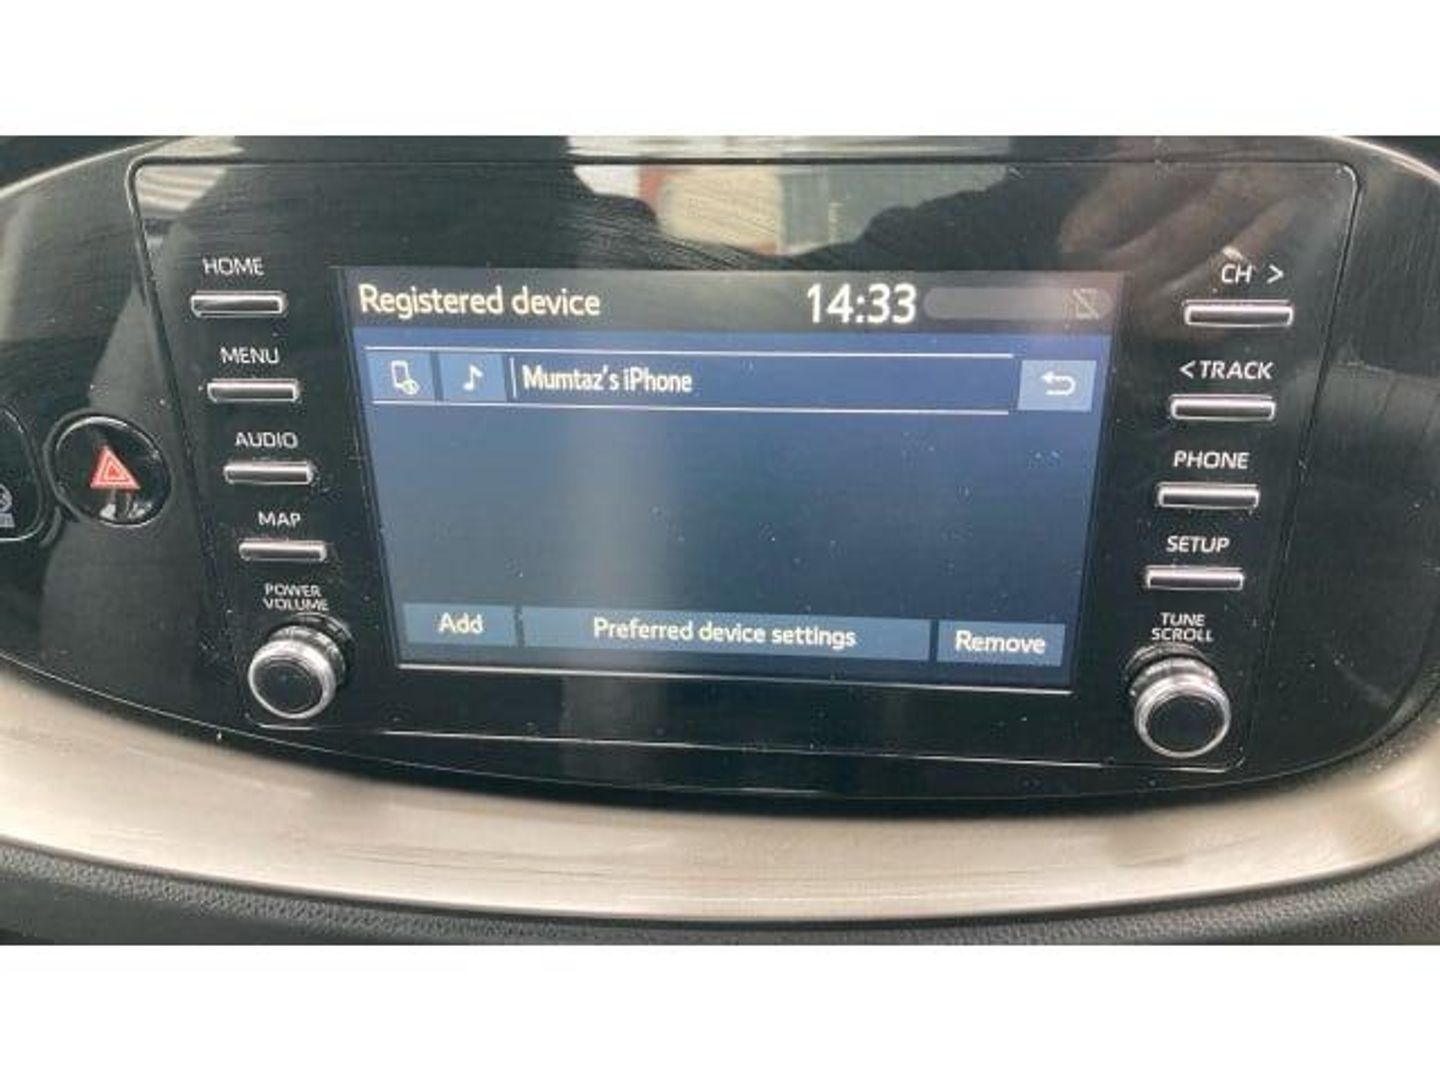 HOME
MENU
AUDIO
MAP
POWER
VOLUME
Registered device 14:33
Mumtaz's iPhone
Add Preferred device settings Remove
CH >
< TRACK
PHONE
SETUP
TUNE
SCROLL